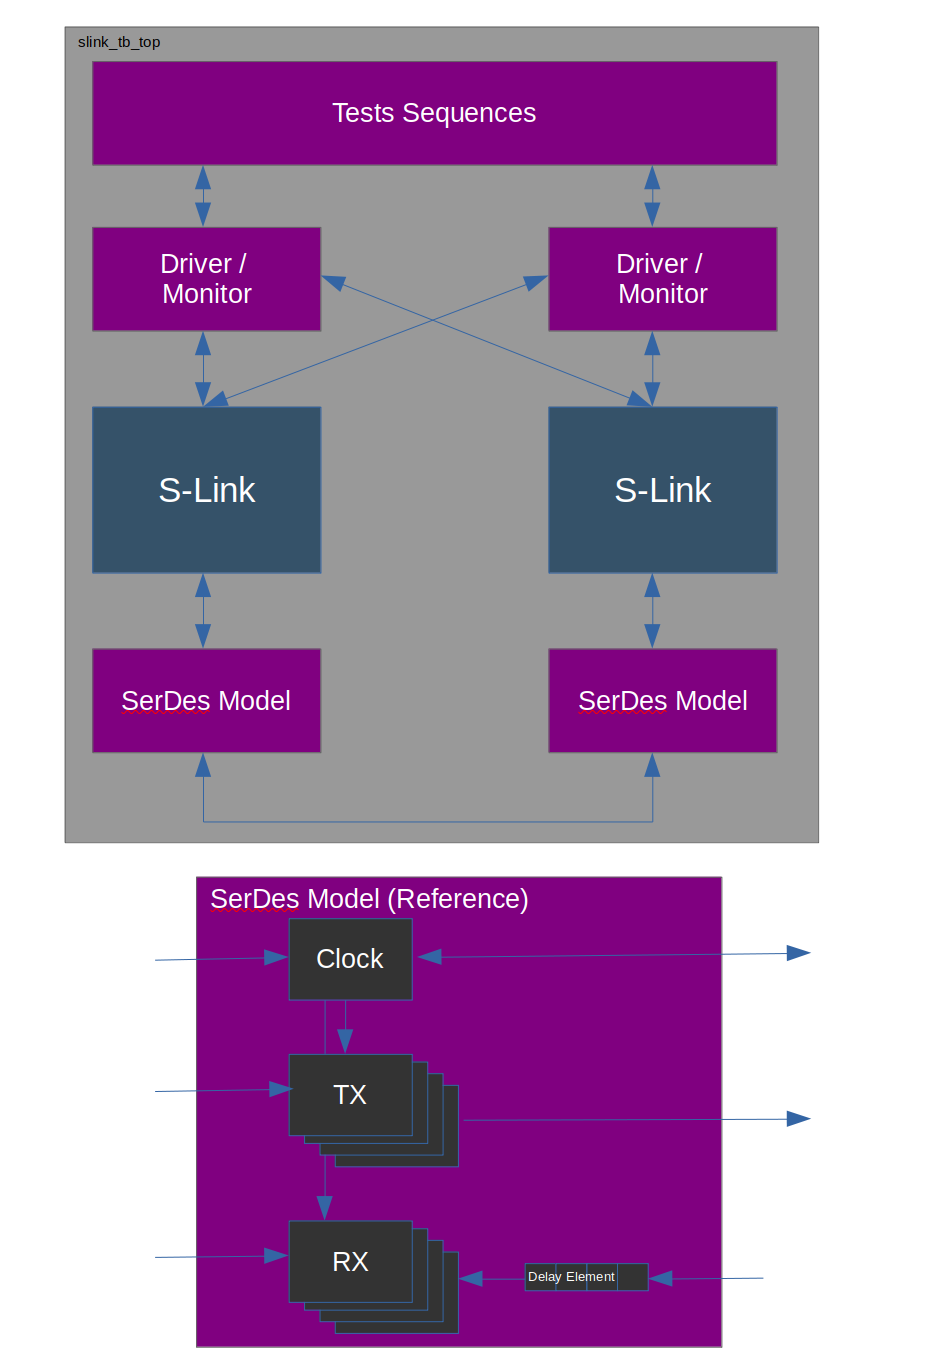 slink_tb_top
Tests Sequences
Driver /
Monitor
Driver /
Monitor
S-Link
S-Link
SerDes Model
SerDes Model
SerDes Model (Reference)
Clock
TX
RX
Delay Element